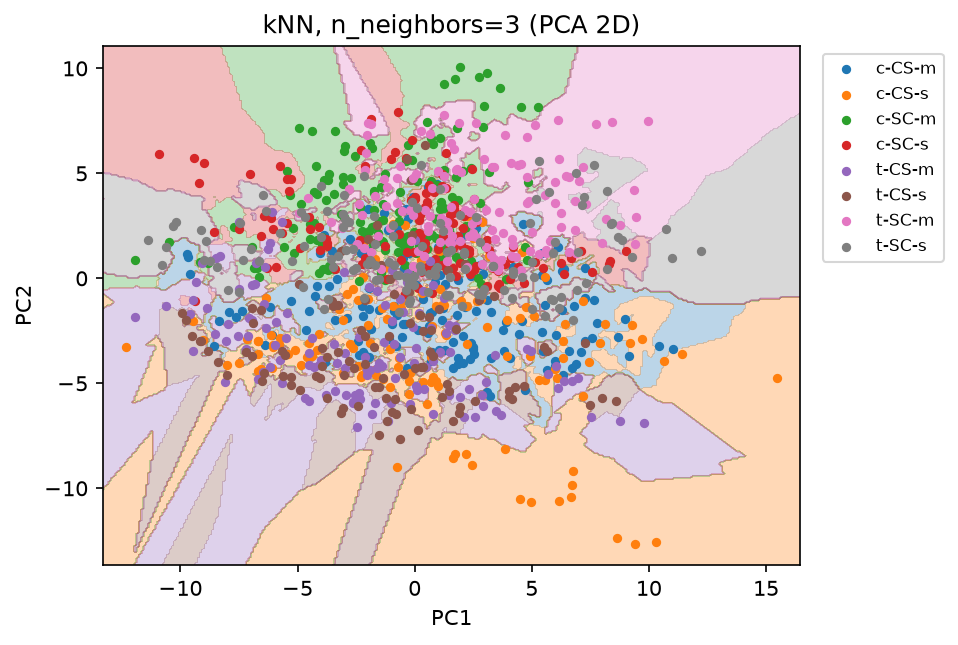 kNN, n_neighbors=3 (PCA 2D)
10
5
0
−5
−10
PC2
−10
−5
0
5
10
15
PC1
c-CS-m
c-CS-s
c-SC-m
c-SC-s
t-CS-m
t-CS-s
t-SC-m
t-SC-s